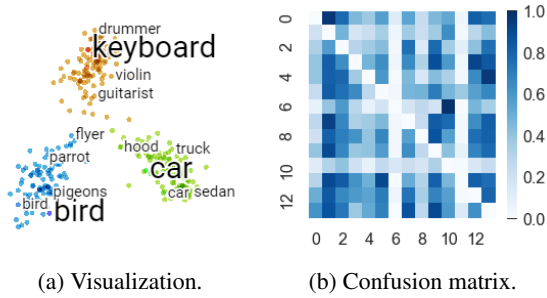 drummer
keyboard
violin
guitarist
flyer
parrot
pigeons
bird
bird
hood
truck
car
car sedan
(a) Visualization.
0
2
4
6
8
10
12
0 2 4 6 8 10 12
1.0
0.8
0.6
0.4
0.2
0.0
(b) Confusion matrix.